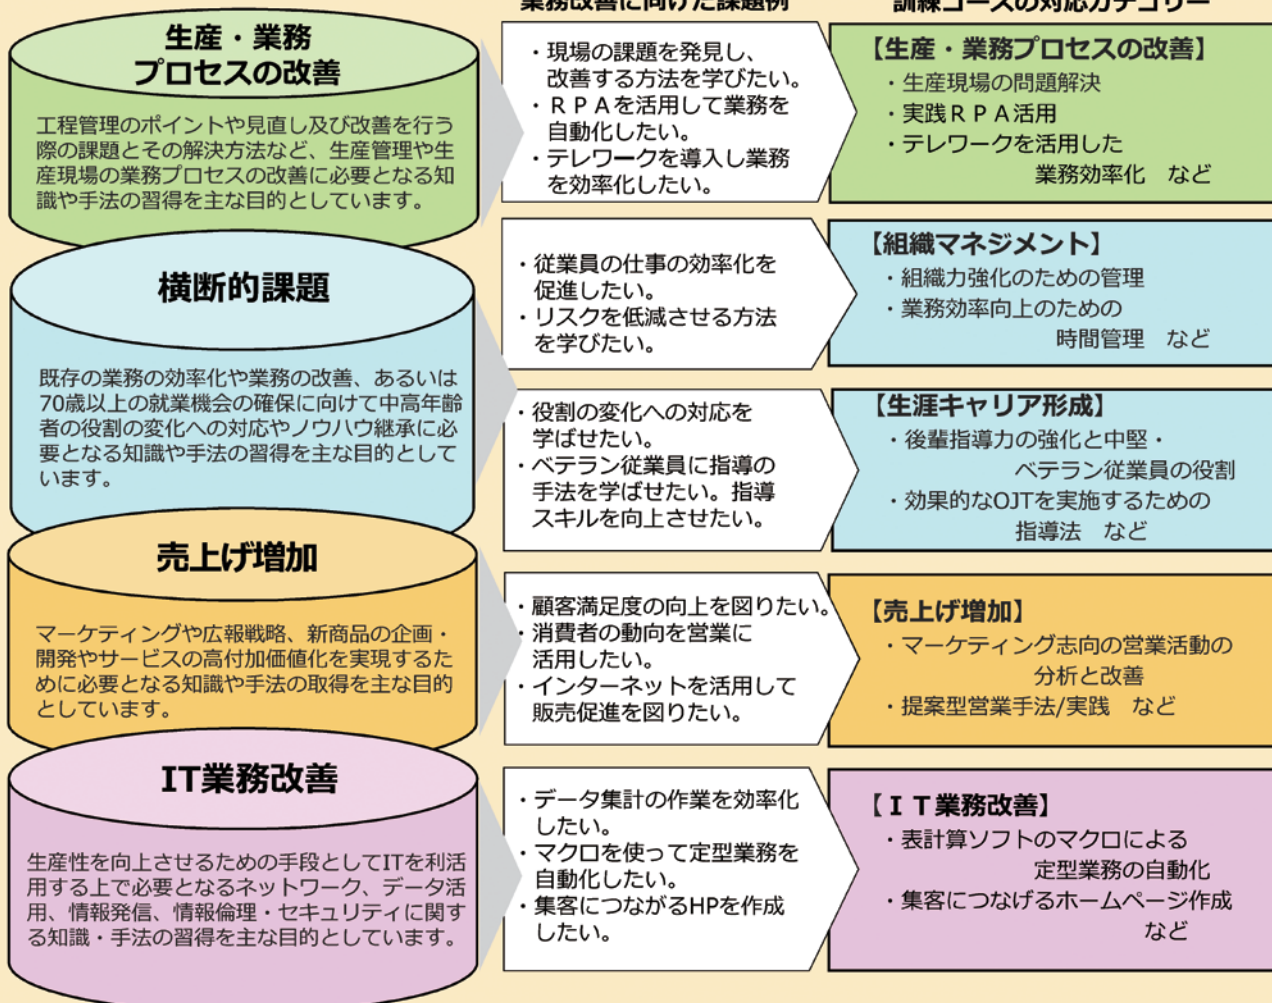 業務改善に向けた課題例
訓練コースの対応カテゴリー
生産・業務
プロセスの改善
工程管理のポイントや見直し及び改善を行う
際の課題とその解決方法など、生産管理や生
産現場の業務プロセスの改善に必要となる知
識や手法の習得を主な目的としています。
・現場の課題を発見し、
改善する方法を学びたい。
・ＲＰＡを活用して業務を
自動化したい。
・テレワークを導入し業務
を効率化したい。
【生産・業務プロセスの改善】
・生産現場の問題解決
・実践ＲＰＡ活用
・テレワークを活用した
業務効率化　など
横断的課題
既存の業務の効率化や業務の改善、あるいは
70歳以上の就業機会の確保に向けて中高年齢
者の役割の変化への対応やノウハウ継承に必
要となる知識や手法の習得を主な目的として
います。
・従業員の仕事の効率化を
促進したい。
・リスクを低減させる方法
を学びたい。
【組織マネジメント】
・組織力強化のための管理
・業務効率向上のための
時間管理　など
・役割の変化への対応を
学ばせたい。
・ベテラン従業員に指導の
手法を学ばせたい。指導
スキルを向上させたい。
【生涯キャリア形成】
・後輩指導力の強化と中堅・
ベテラン従業員の役割
・効果的なOJTを実施するための
指導法　など
売上げ増加
マーケティングや広報戦略、新商品の企画・
開発やサービスの高付加価値化を実現するた
めに必要となる知識や手法の取得を主な目的
としています。
・顧客満足度の向上を図りたい。
・消費者の動向を営業に
活用したい。
・インターネットを活用して
販売促進を図りたい。
【売上げ増加】
・マーケティング志向の営業活動の
分析と改善
・提案型営業手法/実践　など
IT業務改善
生産性を向上させるための手段としてITを利活
用する上で必要となるネットワーク、データ活
用、情報発信、情報倫理・セキュリティに関す
る知識・手法の習得を主な目的としています。
・データ集計の作業を効率化
したい。
・マクロを使って定型業務を
自動化したい。
・集客につながるHPを作成
したい。
【ＩＴ業務改善】
・表計算ソフトのマクロによる
定型業務の自動化
・集客につなげるホームページ作成
など